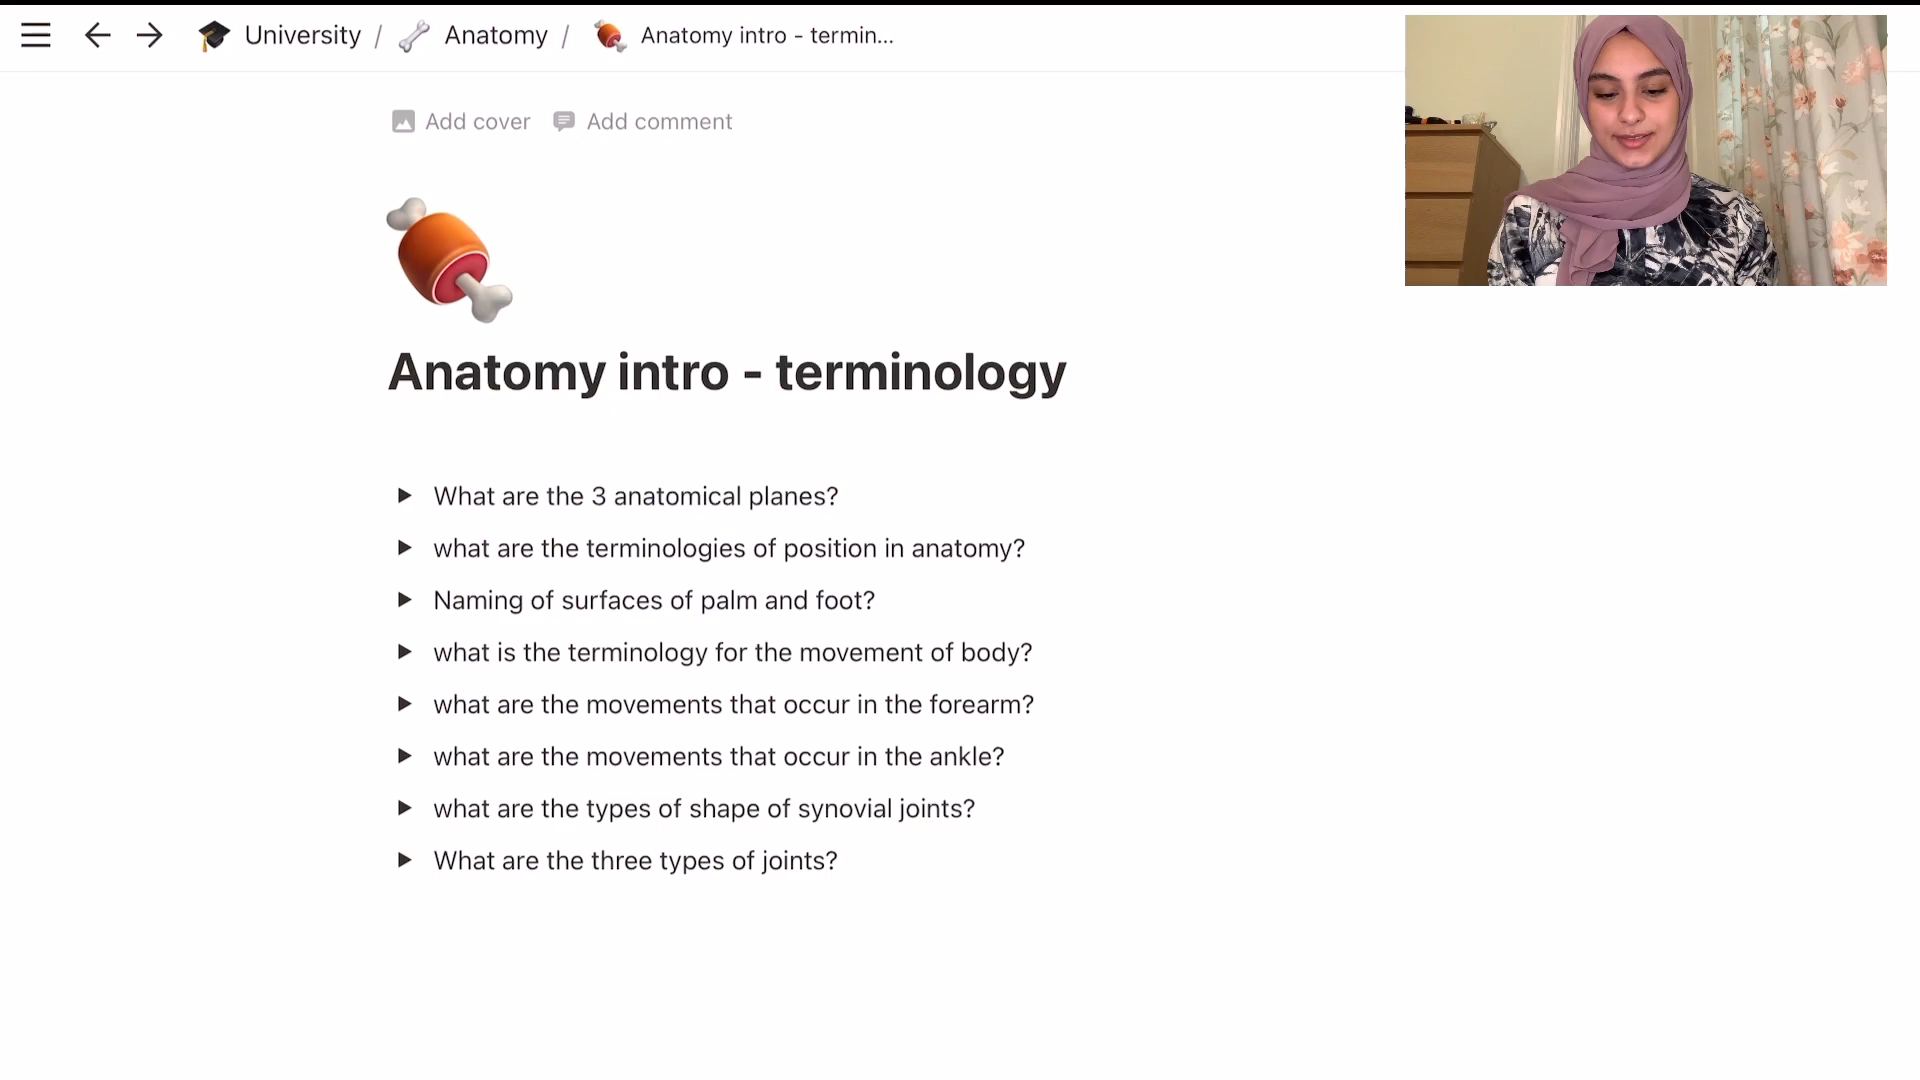 University / Anatomy / Anatomy intro - termin...
Add cover Add comment
Anatomy intro - terminology
What are the 3 anatomical planes?
what are the terminologies of position in anatomy?
Naming of surfaces of palm and foot?
what is the terminology for the movement of body?
what are the movements that occur in the forearm?
what are the movements that occur in the ankle?
what are the types of shape of synovial joints?
What are the three types of joints?